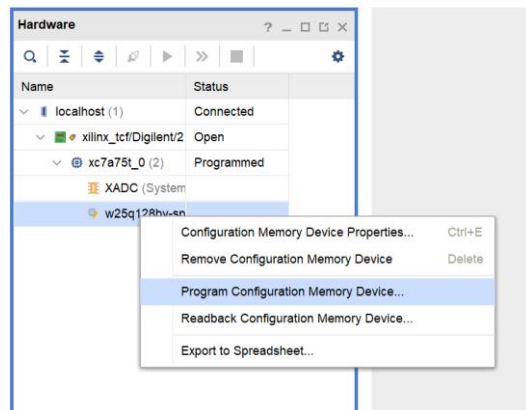 Hardware ? _
Name Status
localhost (1) Connected
xilinx_tcf/Digilent/2 Open
xc7a75t_0 (2) Programmed
XADC (System
w25q128bv-sp
Configuration Memory Device Properties... Ctrl+E
Remove Configuration Memory Device Delete
Program Configuration Memory Device...
Readback Configuration Memory Device...
Export to Spreadsheet...